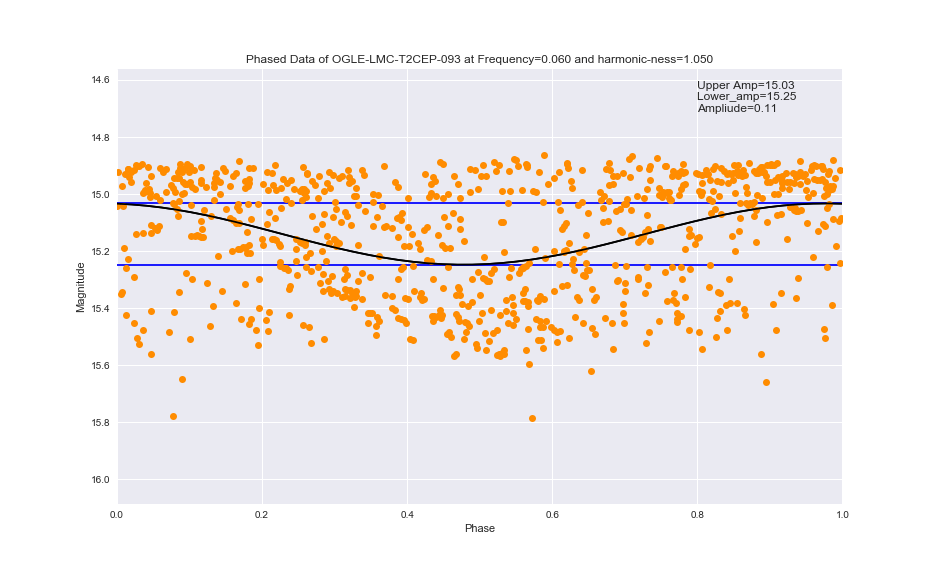 Phased Data of OGLE-LMC-T2CEP-093 at Frequency=0.060 and harmonic-ness=1.050
Upper Amp=15.03
Lower_amp=15.25
Ampliude=0.11
14.6
14.8
15.0
15.2
15.4
15.6
15.8
16.0
Magnitude
0.0
0.2
0.4
0.6
0.8
1.0
Phase